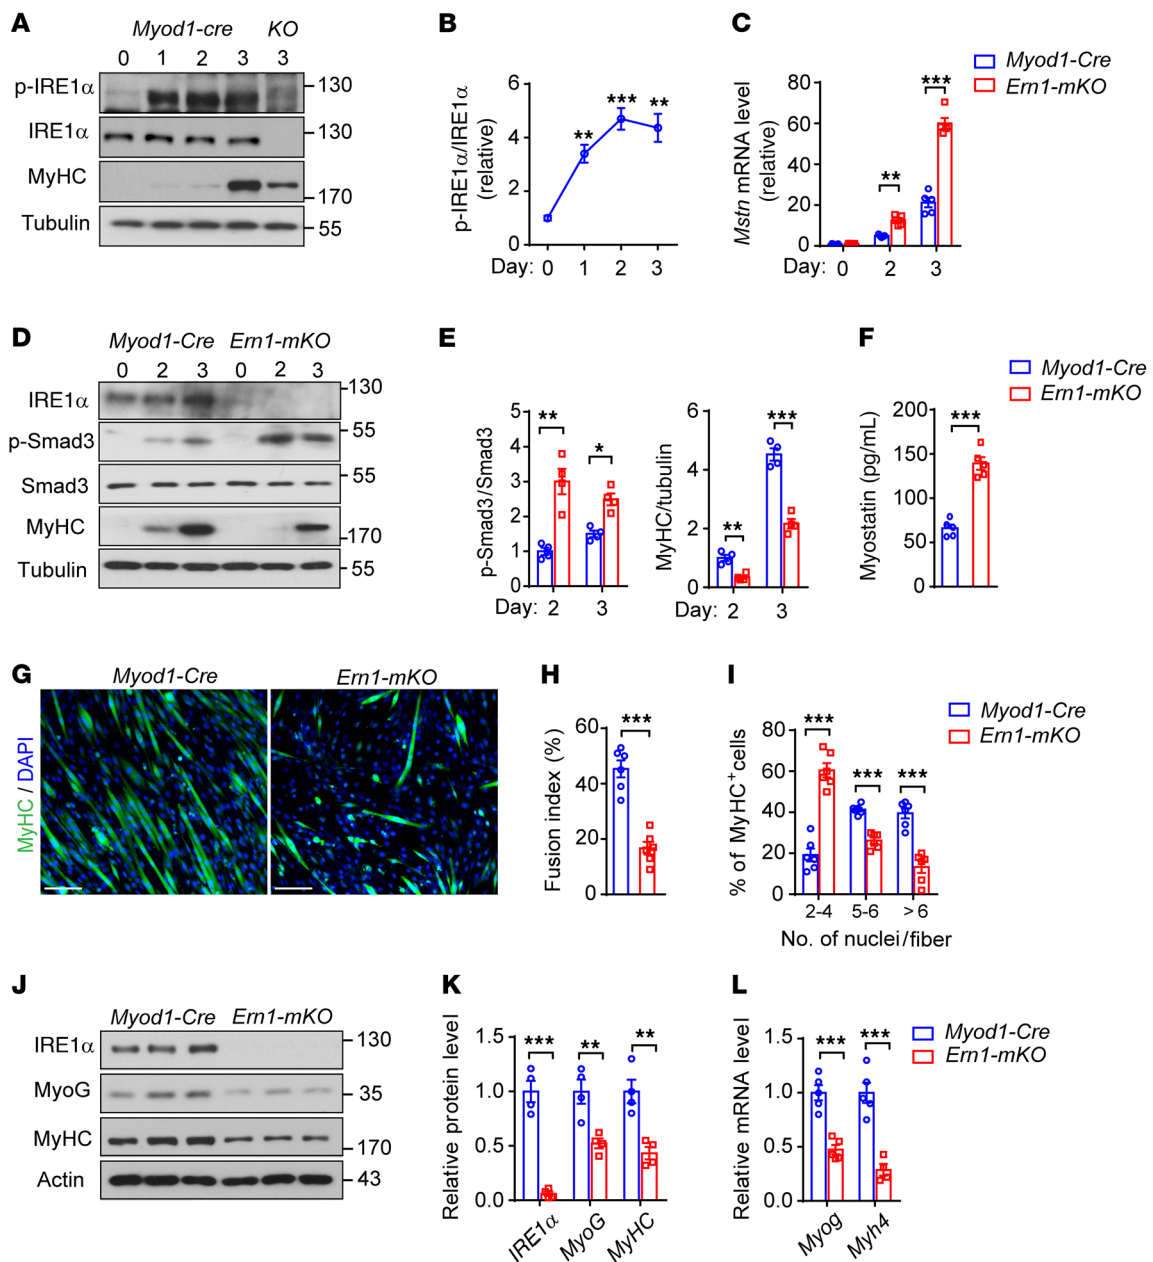 A
Myod1-cre KO
0 1 2 3 3
p-IRE1α
130
IRE1α
130
MyHC
170
Tubulin
55
B
p-IRE1α/IRE1α
(relative)
6
4
2
0
** *** **
Day: 0 1 2 3
C
Myod1-Cre
Ern1-mKO
Mstn mRNA level
(relative)
80
60
40
20
0
** ***
Day: 0 2 3
D
Myod1-Cre Ern1-mKO
0 2 3 0 2 3
IRE1α
130
p-Smad3
55
Smad3
55
MyHC
170
Tubulin
55
E
p-Smad3/Smad3
5
4
3
2
1
0
** *
Day: 2 3
MyHC/tubulin
6
4
2
0
** ***
Day: 2 3
F
Myod1-Cre
Ern1-mKO
Myostatin (pg/mL)
200
150
100
50
0
***
G
Myod1-Cre Ern1-mKO
MyHC / DAPI
H
Fusion index (%)
60
40
20
0
***
I
Myod1-Cre
Ern1-mKO
% of MyHC+cells
80
60
40
20
0
*** *** ***
2-4 5-6 > 6
No. of nuclei/fiber
J
Myod1-Cre Ern1-mKO
IRE1α
130
MyoG
35
MyHC
170
Actin
43
K
Relative protein level
1.5
1.0
0.5
0.0
*** ** **
IRE1α MyoG MyHC
L
Myod1-Cre
Ern1-mKO
Relative mRNA level
1.5
1.0
0.5
0.0
*** ***
Myog Myh4